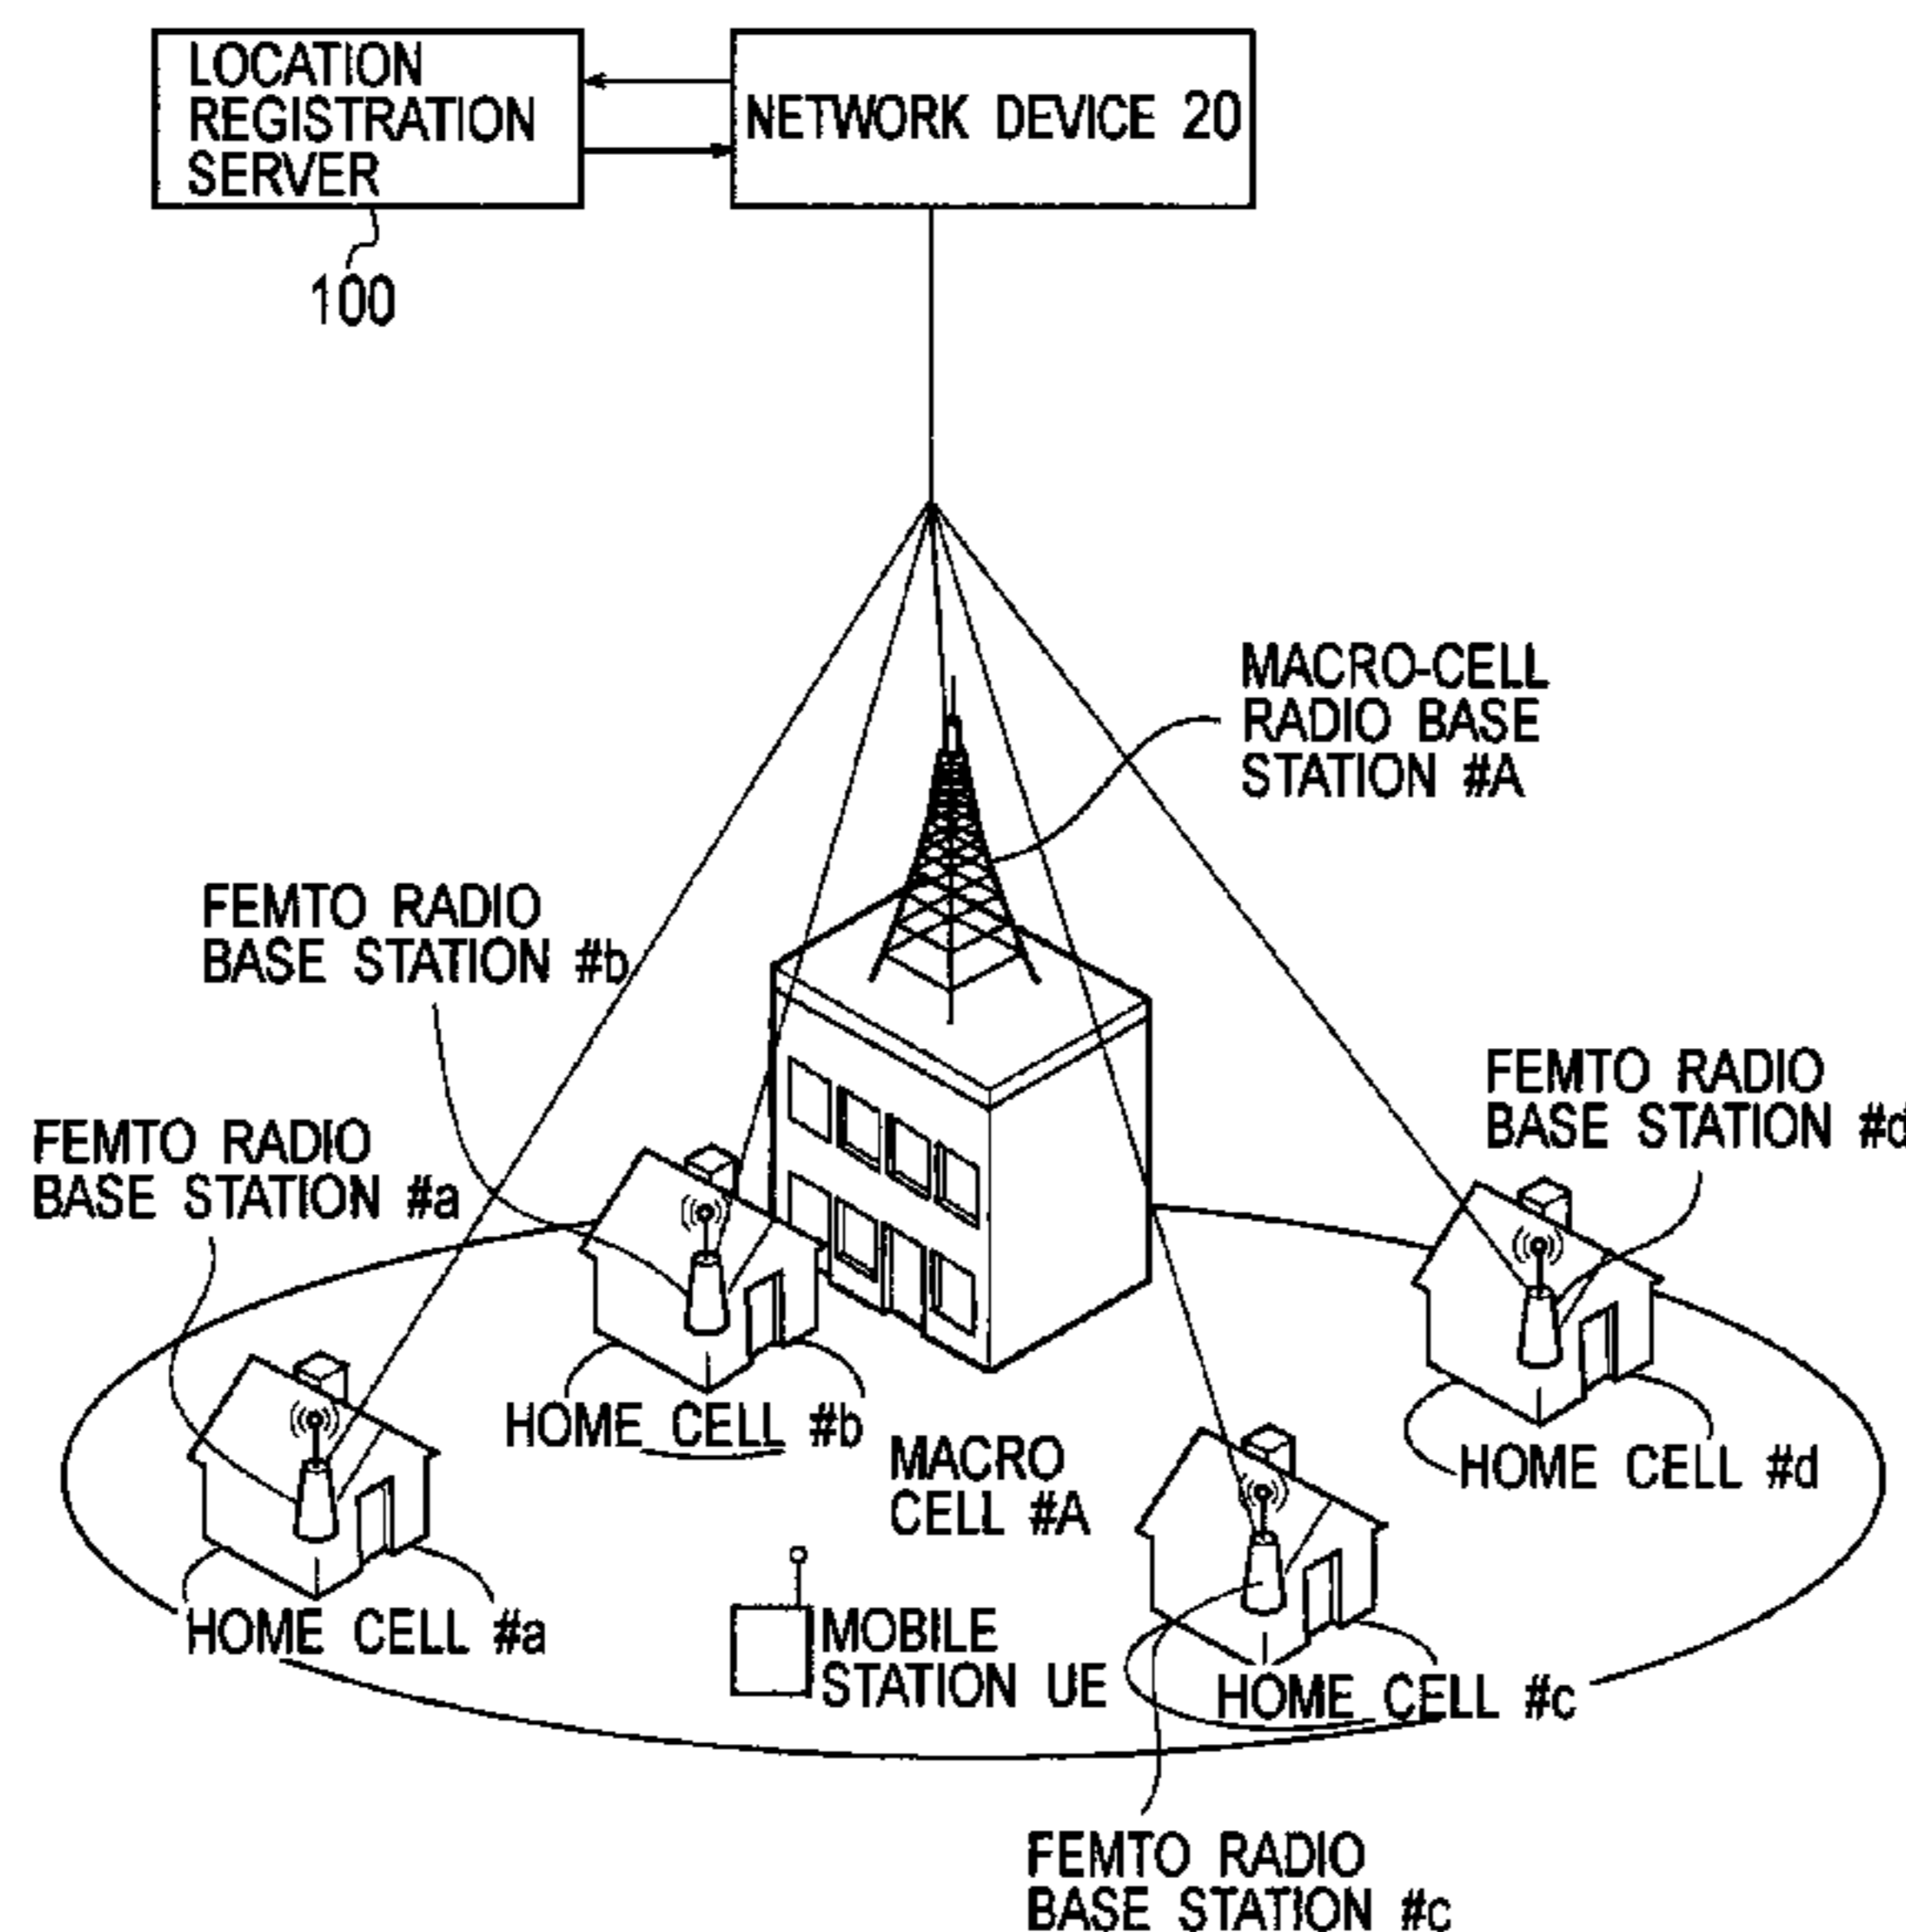 LOCATION
REGISTRATION
SERVER
NETWORK DEVICE 20
100
MACRO-CELL
RADIO BASE
STATION #A
FEMTO RADIO
BASE STATION #b
FEMTO RADIO
BASE STATION #d
FEMTO RADIO
BASE STATION #a
HOME CELL #b
MACRO
CELL #A
HOME CELL #d
HOME CELL #a
MOBILE
STATION UE
HOME CELL #c
FEMTO RADIO
BASE STATION #c